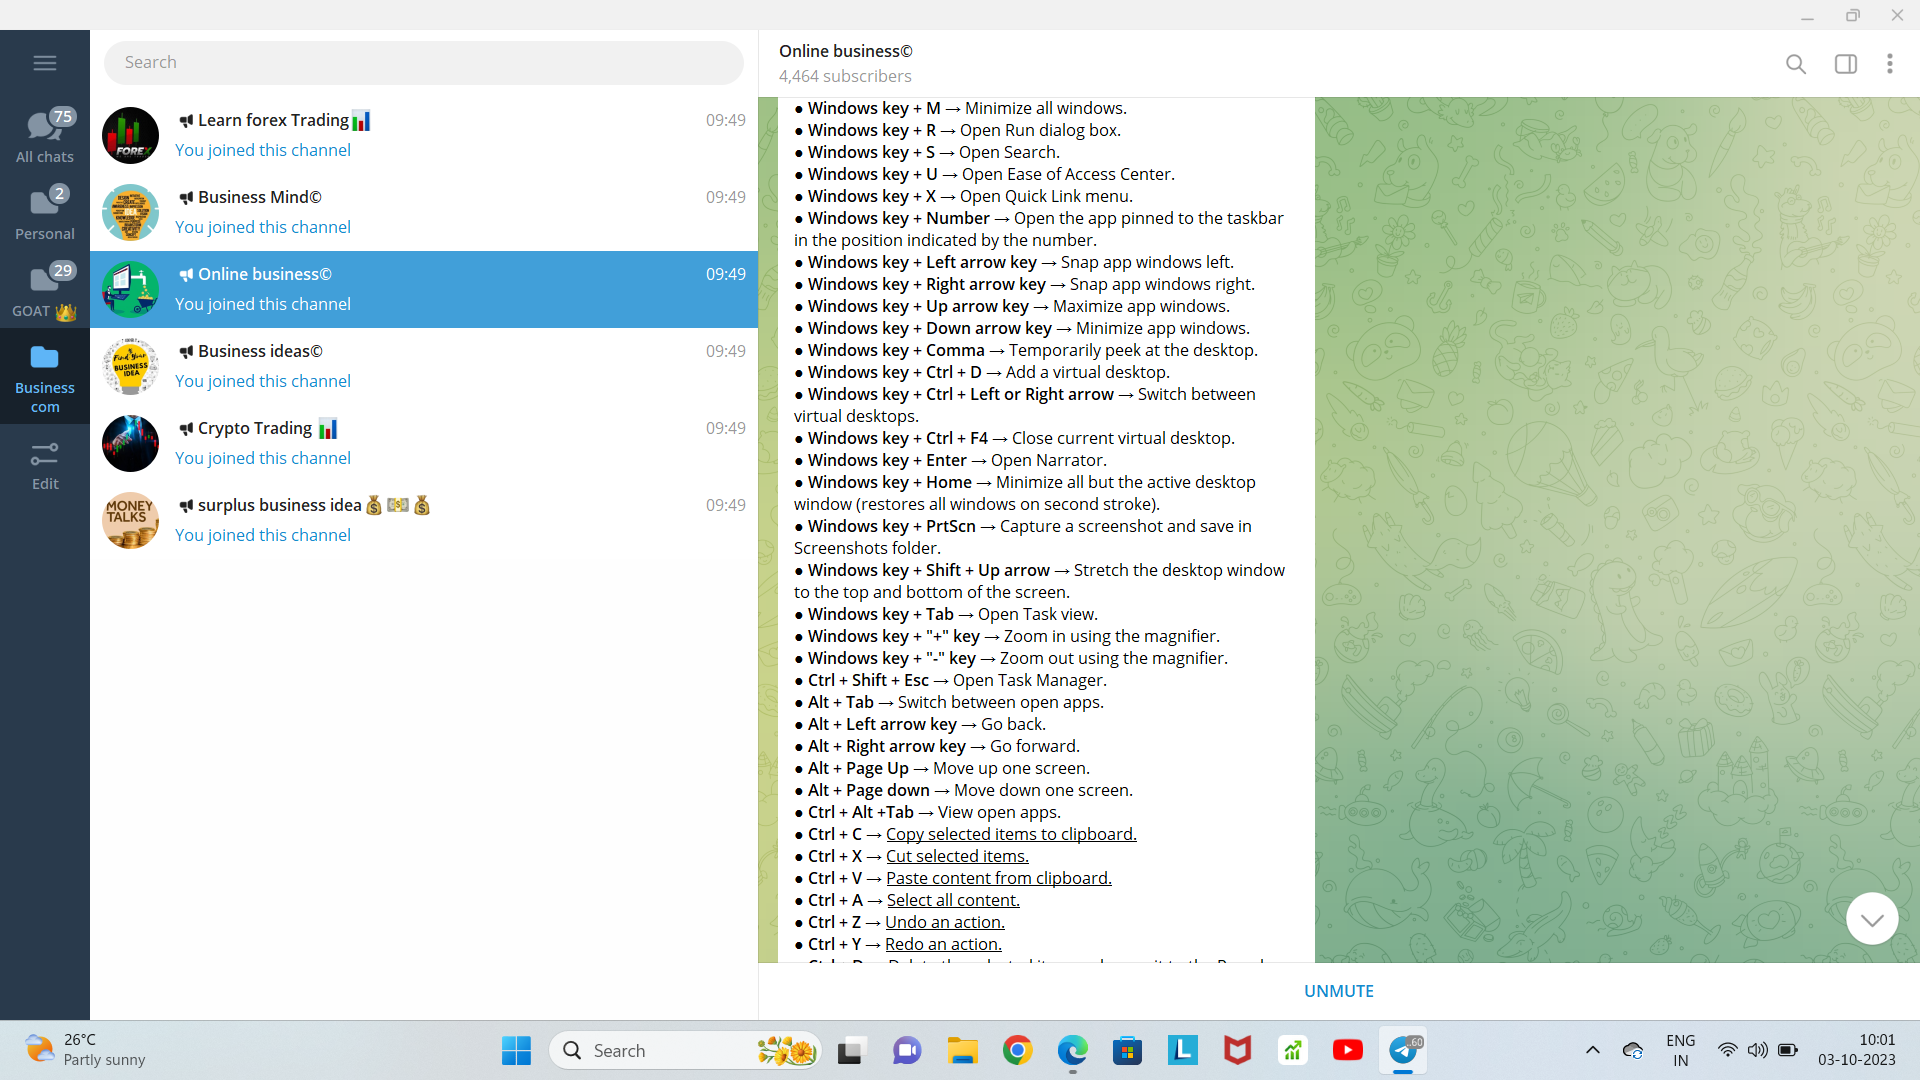 Search
75
All chats
2
Personal
29
GOAT 👑
Business
com
Edit
Learn forex Trading📊
09:49
You joined this channel
FOREX
Business Mind©
09:49
You joined this channel
Online business©
09:49
You joined this channel
Business ideas©
09:49
You joined this channel
Find Your
BUSINESS
IDEA
Crypto Trading 📊
09:49
You joined this channel
surplus business idea💰💵💰
09:49
You joined this channel
MONEY
TALKS
Online business©
4,464 subscribers
● Windows key + M → Minimize all windows.
● Windows key + R → Open Run dialog box.
● Windows key + S → Open Search.
● Windows key + U → Open Ease of Access Center.
● Windows key + X → Open Quick Link menu.
● Windows key + Number → Open the app pinned to the taskbar
in the position indicated by the number.
● Windows key + Left arrow key → Snap app windows left.
● Windows key + Right arrow key → Snap app windows right.
● Windows key + Up arrow key → Maximize app windows.
● Windows key + Down arrow key → Minimize app windows.
● Windows key + Comma → Temporarily peek at the desktop.
● Windows key + Ctrl + D → Add a virtual desktop.
● Windows key + Ctrl + Left or Right arrow → Switch between
virtual desktops.
● Windows key + Ctrl + F4 → Close current virtual desktop.
● Windows key + Enter → Open Narrator.
● Windows key + Home → Minimize all but the active desktop
window (restores all windows on second stroke).
● Windows key + PrtScn → Capture a screenshot and save in
Screenshots folder.
● Windows key + Shift + Up arrow → Stretch the desktop window
to the top and bottom of the screen.
● Windows key + Tab → Open Task view.
● Windows key + "+" key → Zoom in using the magnifier.
● Windows key + "-" key → Zoom out using the magnifier.
● Ctrl + Shift + Esc → Open Task Manager.
● Alt + Tab → Switch between open apps.
● Alt + Left arrow key → Go back.
● Alt + Right arrow key → Go forward.
● Alt + Page Up → Move up one screen.
● Alt + Page down → Move down one screen.
● Ctrl + Alt +Tab → View open apps.
● Ctrl + C → Copy selected items to clipboard.
● Ctrl + X → Cut selected items.
● Ctrl + V → Paste content from clipboard.
● Ctrl + A → Select all content.
● Ctrl + Z → Undo an action.
● Ctrl + Y → Redo an action.
UNMUTE
26°C
Partly sunny
Search
L
..60
ENG
IN
10:01
03-10-2023